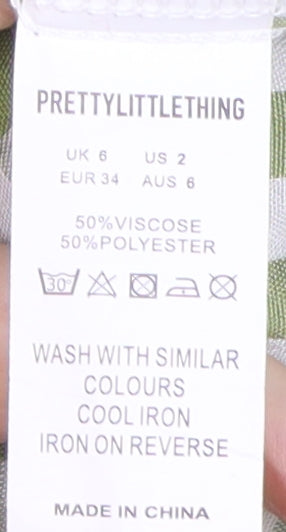 PRETTYLITTLETHING
UK 6 US 2
EUR 34 AUS 6
50%VISCOSE
50%POLYESTER
30°
WASH WITH SIMILAR
COLOURS
COOL IRON
IRON ON REVERSE
MADE IN CHINA